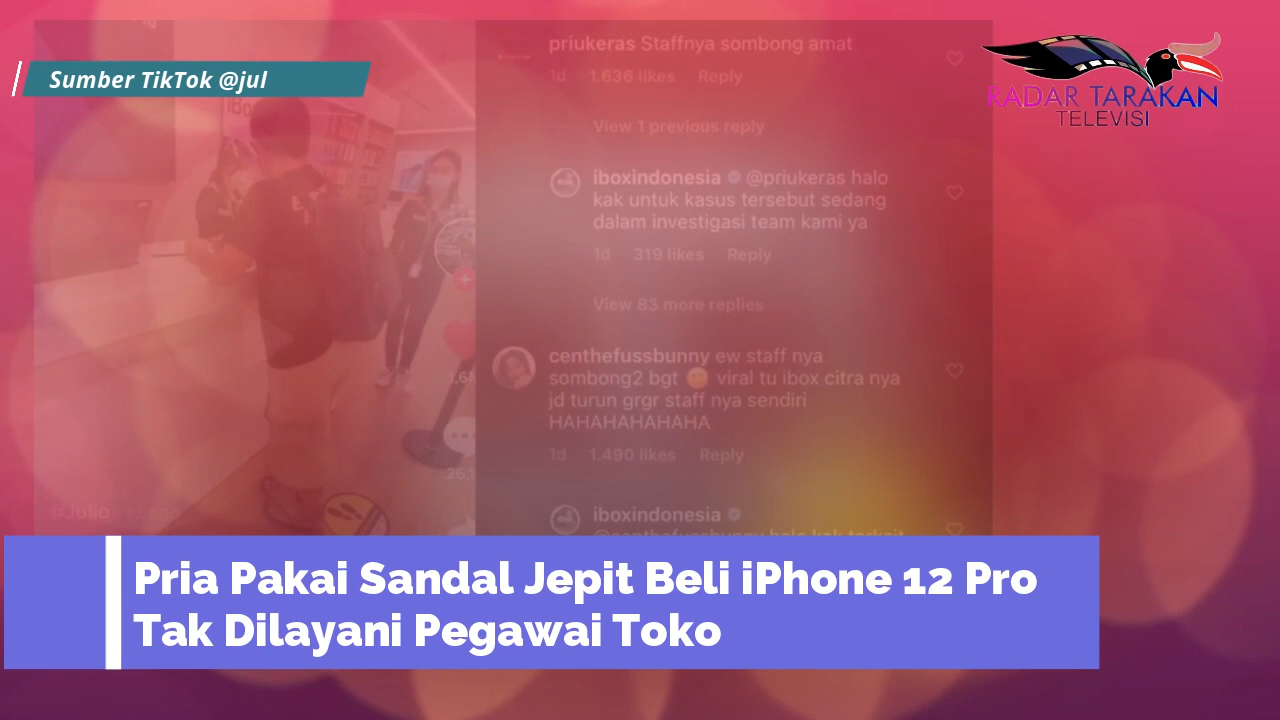 Sumber TikTok @jul
RADAR TARAKAN
TELEVISI
priukeras Staffnya sombong amat
1d 1.636 likes Reply
View 1 previous reply
iboxindonesia @priukeras halo
kak untuk kasus tersebut sedang
dalam investigasi team kami ya
1d 319 likes Reply
View 83 more replies
centhefussbunny ew staff nya
sombong2 bgt 😕 viral tu ibox citra nya
jd turun grgr staff nya sendiri
HAHAHAHAHAHA
1d 1.490 likes Reply
iboxindonesia
Pria Pakai Sandal Jepit Beli iPhone 12 Pro
Tak Dilayani Pegawai Toko